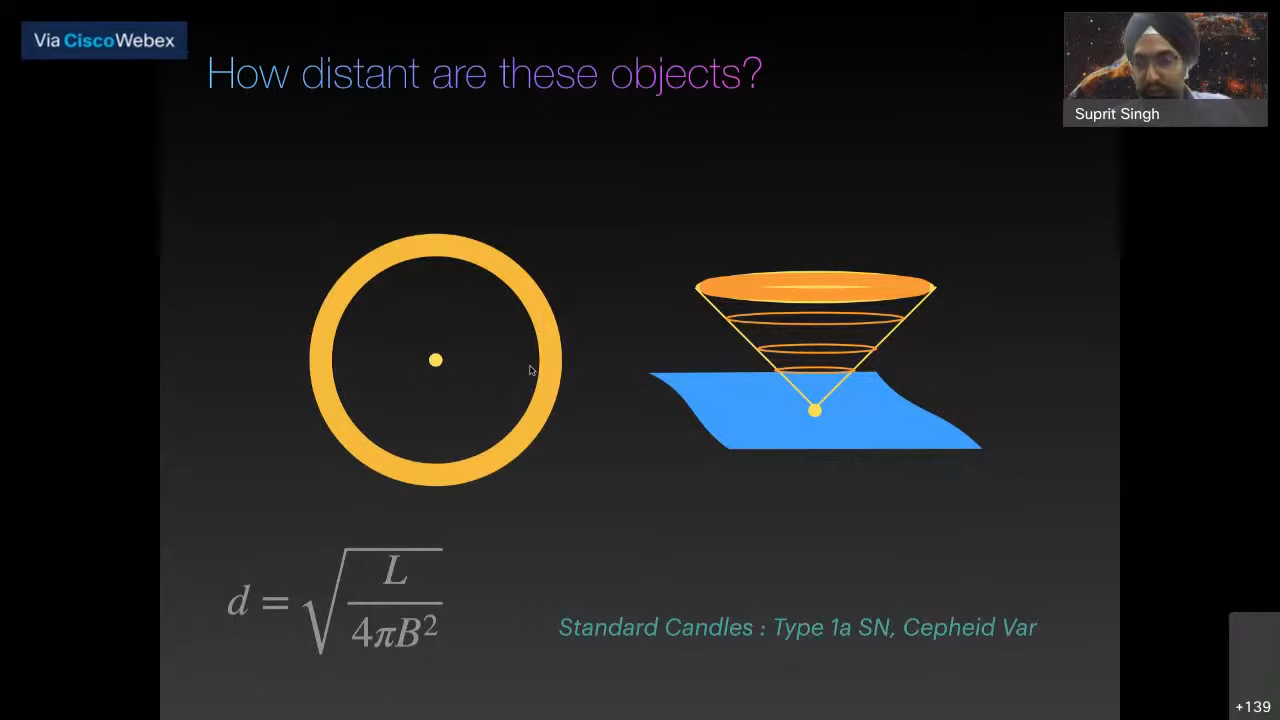 Via Cisco Webex
How distant are these objects?
Suprit Singh
d = √(L / 4πB²)
Standard Candles : Type 1a SN, Cepheid Var
+139